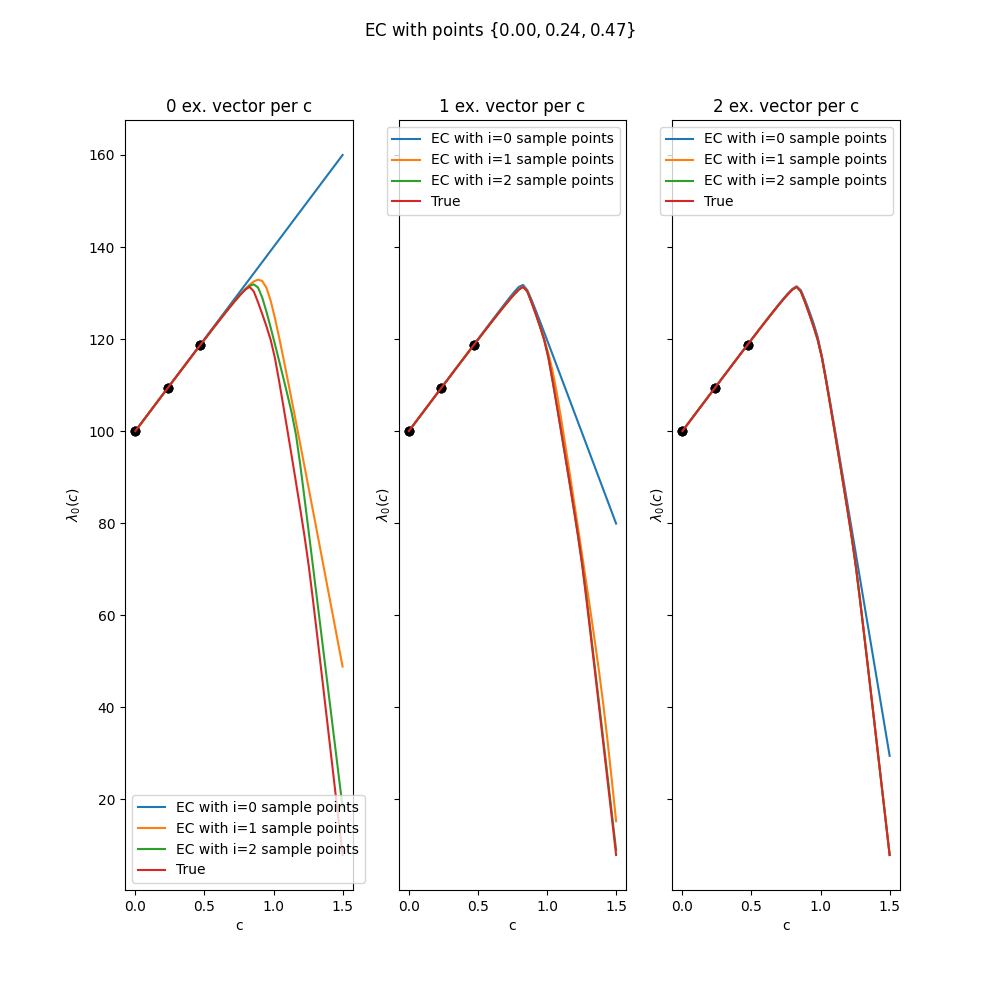 EC with points {0.00, 0.24, 0.47}
0 ex. vector per c
160
140
120
100
80
60
40
20
λ₀(c)
EC with i=0 sample points
EC with i=1 sample points
EC with i=2 sample points
True
0.0 0.5 1.0 1.5
c
1 ex. vector per c
EC with i=0 sample points
EC with i=1 sample points
EC with i=2 sample points
True
λ₀(c)
0.0 0.5 1.0 1.5
c
2 ex. vector per c
EC with i=0 sample points
EC with i=1 sample points
EC with i=2 sample points
True
λ₀(c)
0.0 0.5 1.0 1.5
c